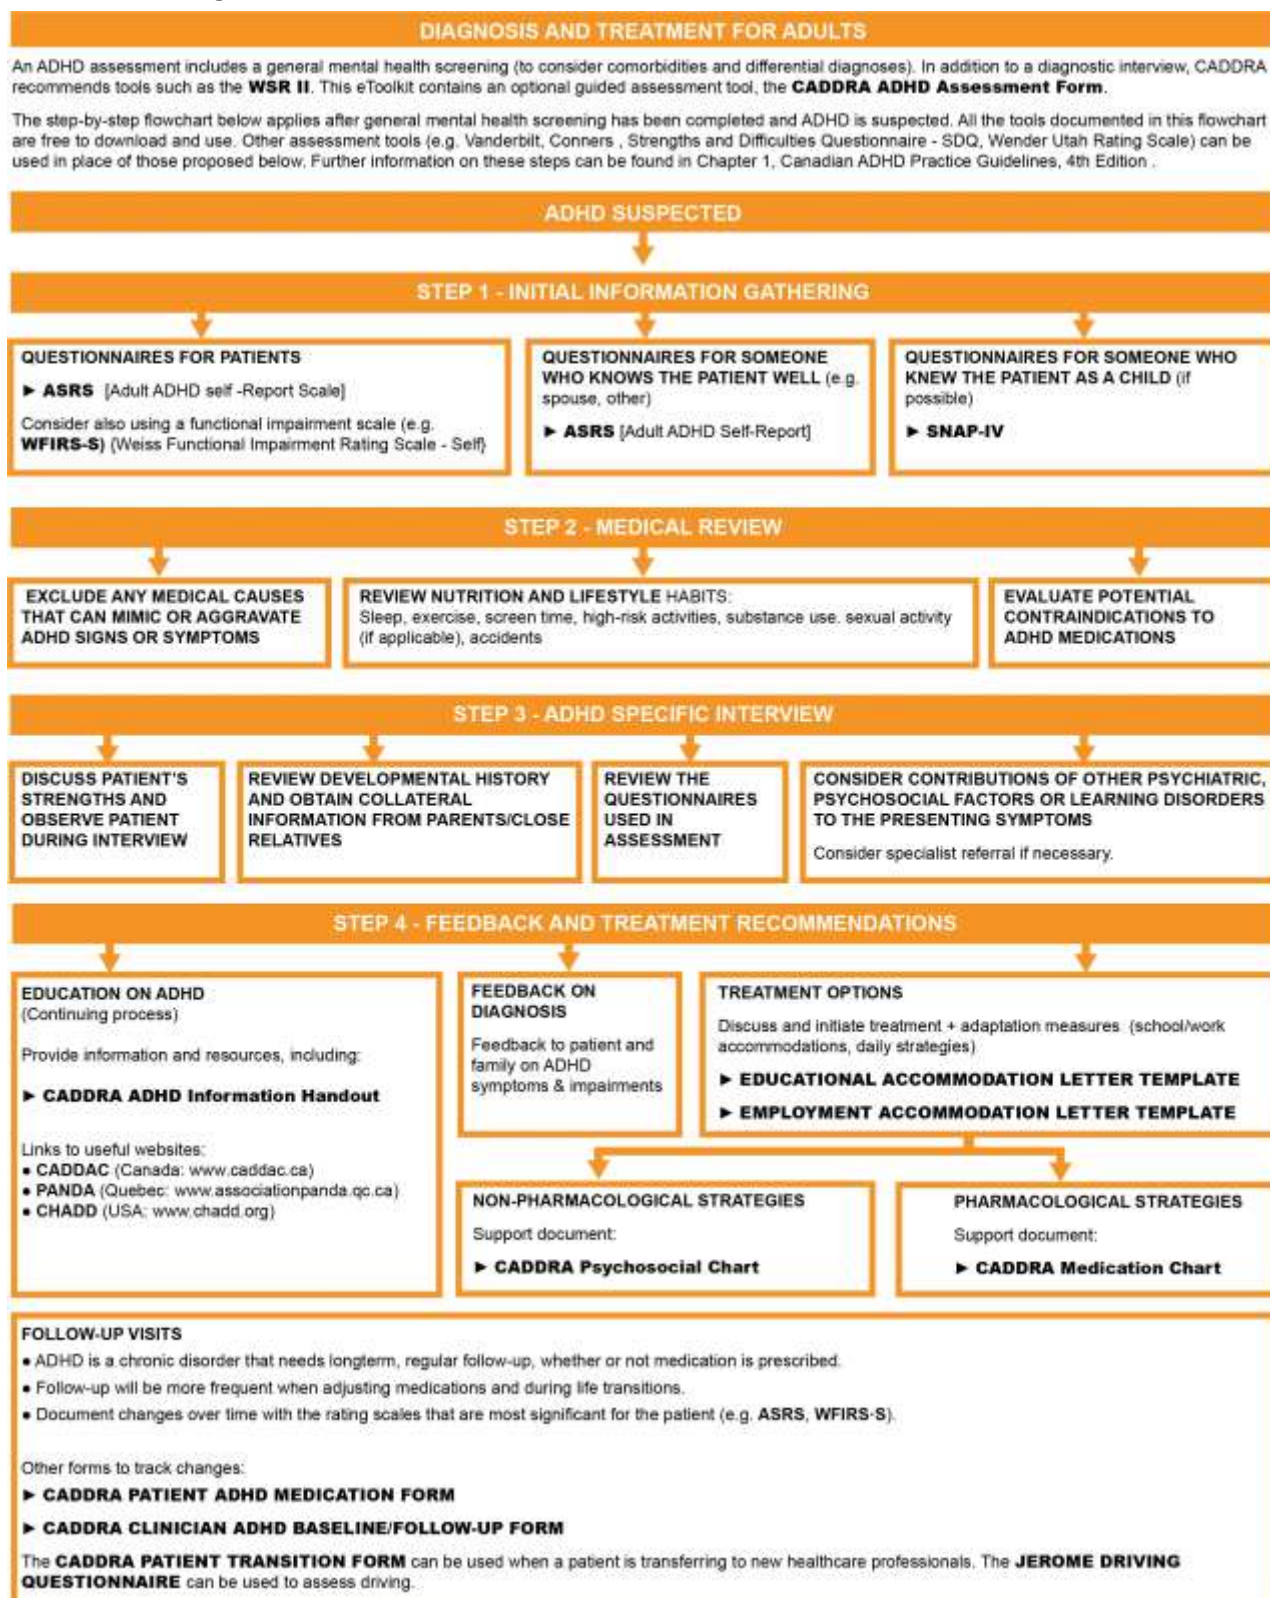 DIAGNOSIS AND TREATMENT FOR ADULTS
An ADHD assessment includes a general mental health screening (to consider comorbidities and differential diagnoses). In addition to a diagnostic interview, CADDRA
recommends tools such as the WSR II. This eToolkit contains an optional guided assessment tool, the CADDRA ADHD Assessment Form.
The step-by-step flowchart below applies after general mental health screening has been completed and ADHD is suspected. All the tools documented in this flowchart
are free to download and use. Other assessment tools (e.g. Vanderbilt, Conners , Strengths and Difficulties Questionnaire - SDQ, Wender Utah Rating Scale) can be
used in place of those proposed below. Further information on these steps can be found in Chapter 1, Canadian ADHD Practice Guidelines, 4th Edition .
ADHD SUSPECTED
STEP 1 - INITIAL INFORMATION GATHERING
QUESTIONNAIRES FOR PATIENTS
► ASRS [Adult ADHD self -Report Scale]
Consider also using a functional impairment scale (e.g.
WFIRS-S) (Weiss Functional Impairment Rating Scale - Self}
QUESTIONNAIRES FOR SOMEONE
WHO KNOWS THE PATIENT WELL (e.g.
spouse, other)
► ASRS [Adult ADHD Self-Report]
QUESTIONNAIRES FOR SOMEONE WHO
KNEW THE PATIENT AS A CHILD (if
possible)
► SNAP-IV
STEP 2 - MEDICAL REVIEW
EXCLUDE ANY MEDICAL CAUSES
THAT CAN MIMIC OR AGGRAVATE
ADHD SIGNS OR SYMPTOMS
REVIEW NUTRITION AND LIFESTYLE HABITS:
Sleep, exercise, screen time, high-risk activities, substance use. sexual activity
(if applicable), accidents
EVALUATE POTENTIAL
CONTRAINDICATIONS TO
ADHD MEDICATIONS
STEP 3 - ADHD SPECIFIC INTERVIEW
DISCUSS PATIENT'S
STRENGTHS AND
OBSERVE PATIENT
DURING INTERVIEW
REVIEW DEVELOPMENTAL HISTORY
AND OBTAIN COLLATERAL
INFORMATION FROM PARENTS/CLOSE
RELATIVES
REVIEW THE
QUESTIONNAIRES
USED IN
ASSESSMENT
CONSIDER CONTRIBUTIONS OF OTHER PSYCHIATRIC,
PSYCHOSOCIAL FACTORS OR LEARNING DISORDERS
TO THE PRESENTING SYMPTOMS
Consider specialist referral if necessary.
STEP 4 - FEEDBACK AND TREATMENT RECOMMENDATIONS
EDUCATION ON ADHD
(Continuing process)
Provide information and resources, including:
► CADDRA ADHD Information Handout
Links to useful websites:
● CADDAC (Canada: www.caddac.ca)
● PANDA (Quebec: www.associationpanda.qc.ca)
● CHADD (USA: www.chadd.org)
FEEDBACK ON
DIAGNOSIS
Feedback to patient and
family on ADHD
symptoms & impairments
TREATMENT OPTIONS
Discuss and initiate treatment + adaptation measures (school/work
accommodations, daily strategies)
► EDUCATIONAL ACCOMMODATION LETTER TEMPLATE
► EMPLOYMENT ACCOMMODATION LETTER TEMPLATE
NON-PHARMACOLOGICAL STRATEGIES
Support document:
► CADDRA Psychosocial Chart
PHARMACOLOGICAL STRATEGIES
Support document:
► CADDRA Medication Chart
FOLLOW-UP VISITS
● ADHD is a chronic disorder that needs longterm, regular follow-up, whether or not medication is prescribed.
● Follow-up will be more frequent when adjusting medications and during life transitions.
● Document changes over time with the rating scales that are most significant for the patient (e.g. ASRS, WFIRS-S).
Other forms to track changes:
► CADDRA PATIENT ADHD MEDICATION FORM
► CADDRA CLINICIAN ADHD BASELINE/FOLLOW-UP FORM
The CADDRA PATIENT TRANSITION FORM can be used when a patient is transferring to new healthcare professionals. The JEROME DRIVING
QUESTIONNAIRE can be used to assess driving.